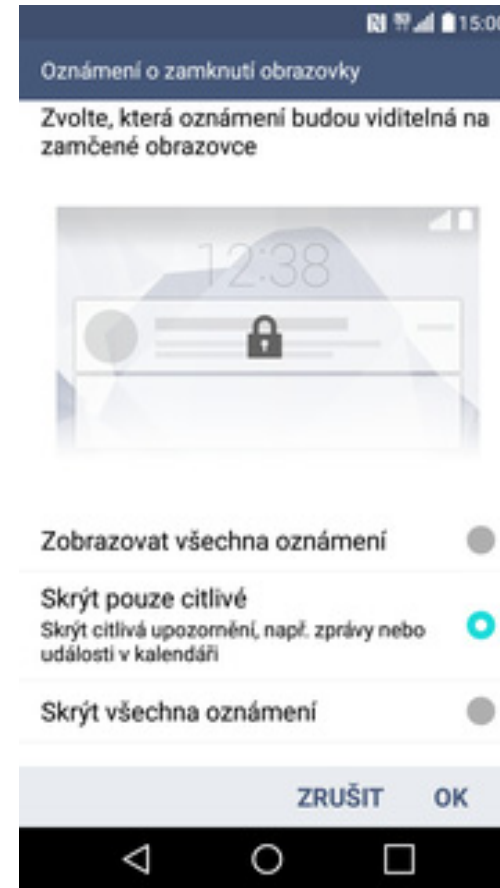 15:00
Oznámení o zamknutí obrazovky
Zvolte, která oznámení budou viditelná na
zamčené obrazovce
12:38
Zobrazovat všechna oznámení
Skrýt pouze citlivé
Skrýt citlivá upozornění, např. zprávy nebo
události v kalendáři
Skrýt všechna oznámení
ZRUŠIT OK